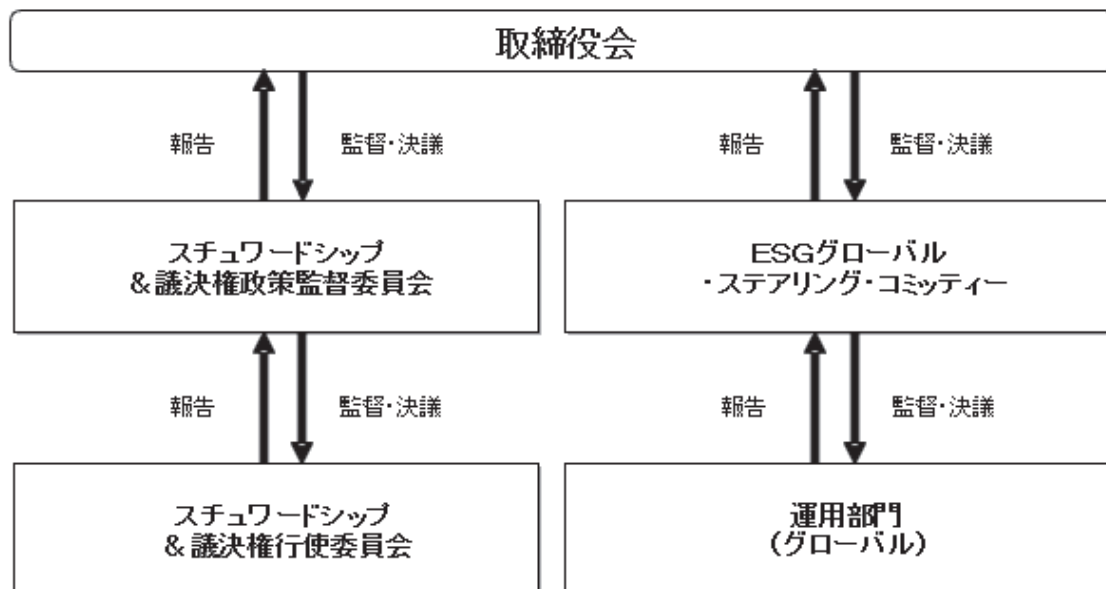 取締役会
報告
監督・決議
報告
監督・決議
スチュワードシップ
&議決権政策監督委員会
ESGグローバル
・ステアリング・コミッティー
報告
監督・決議
報告
監督・決議
スチュワードシップ
&議決権行使委員会
運用部門
(グローバル)